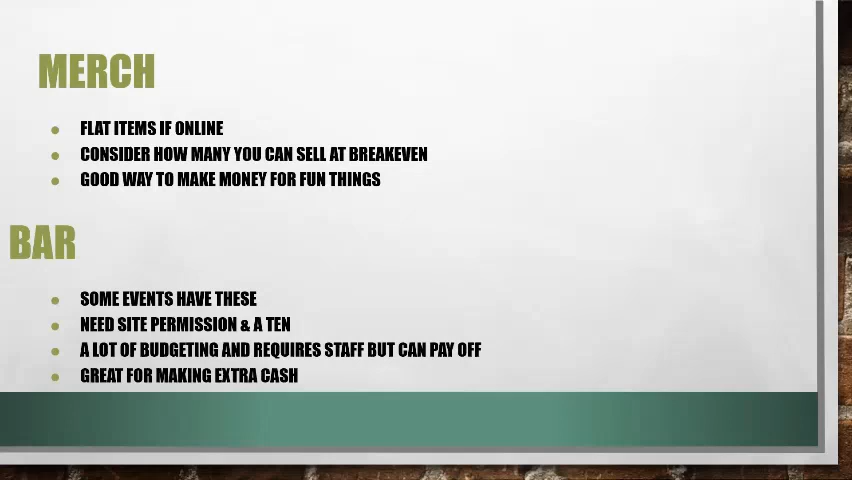 MERCH
FLAT ITEMS IF ONLINE
CONSIDER HOW MANY YOU CAN SELL AT BREAKEVEN
GOOD WAY TO MAKE MONEY FOR FUN THINGS
BAR
SOME EVENTS HAVE THESE
NEED SITE PERMISSION & A TEN
A LOT OF BUDGETING AND REQUIRES STAFF BUT CAN PAY OFF
GREAT FOR MAKING EXTRA CASH